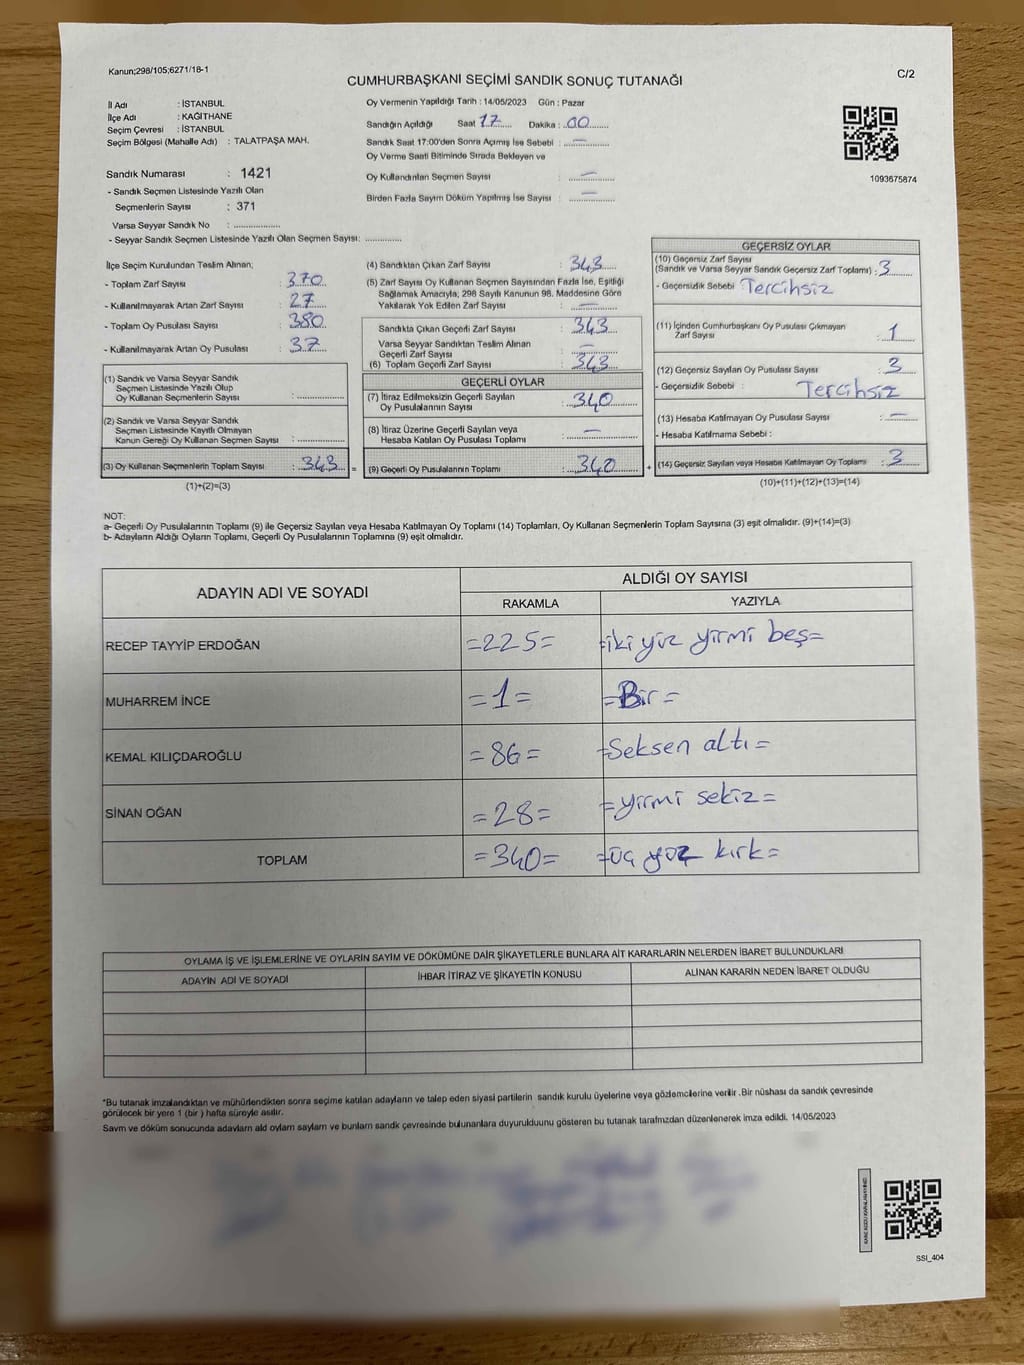 Kanun;298/105;6271/18-1
C/2
CUMHURBAŞKANI SEÇİMİ SANDIK SONUÇ TUTANAĞI
İl Adı : İSTANBUL
İlçe Adı : KAĞITHANE
Seçim Çevresi : İSTANBUL
Seçim Bölgesi (Mahalle Adı) : TALATPAŞA MAH.
Sandık Numarası : 1421
- Sandık Seçmen Listesinde Yazılı Olan
Seçmenlerin Sayısı : 371
Varsa Seyyar Sandık No : ................
- Seyyar Sandık Seçmen Listesinde Yazılı Olan Seçmen Sayısı: ............
Oy Vermenin Yapıldığı Tarih : 14/05/2023 Gün : Pazar
Sandığın Açıldığı Saat 17 Dakika : 00
Sandık Saat 17:00'den Sonra Açımış İse Sebebi : —
Oy Verme Saati Bitiminde Sırada Bekleyen ve
Oy Kullandırılan Seçmen Sayısı : —
Birden Fazla Sayım Döküm Yapılmış İse Sayısı : —
1093675874
İlçe Seçim Kurulundan Teslim Alınan;
- Toplam Zarf Sayısı : 370
- Kullanılmayarak Artan Zarf Sayısı : 27
- Toplam Oy Pusulası Sayısı : 380
- Kullanılmayarak Artan Oy Pusulası : 37
(1) Sandık ve Varsa Seyyar Sandık
Seçmen Listesinde Yazılı Olup
Oy Kullanan Seçmenlerin Sayısı : ............
(2) Sandık ve Varsa Seyyar Sandık
Seçmen Listesinde Kayıtlı Olmayan
Kanun Gereği Oy Kullanan Seçmen Sayısı : ............
(3) Oy Kullanan Seçmenlerin Toplam Sayısı : 343 =
(1)+(2)=(3)
(4) Sandıktan Çıkan Zarf Sayısı : 343
(5) Zarf Sayısı Oy Kullanan Seçmen Sayısından Fazla İse, Eşitliği
Sağlamak Amacıyla; 298 Sayılı Kanunun 98. Maddesine Göre
Yakılarak Yok Edilen Zarf Sayısı : —
Sandıkta Çıkan Geçerli Zarf Sayısı : 343
Varsa Seyyar Sandıktan Teslim Alınan
Geçerli Zarf Sayısı : —
(6) Toplam Geçerli Zarf Sayısı : 343
GEÇERLİ OYLAR
(7) İtiraz Edilmeksizin Geçerli Sayılan
Oy Pusulalarının Sayısı : 340
(8) İtiraz Üzerine Geçerli Sayılan veya
Hesaba Katılan Oy Pusulası Toplamı : —
(9) Geçerli Oy Pusulalarının Toplamı : 340 +
GEÇERSİZ OYLAR
(10) Geçersiz Zarf Sayısı
(Sandık ve Varsa Seyyar Sandık Geçersiz Zarf Toplamı) : 3
- Geçersizlik Sebebi : Tercihsiz
(11) İçinden Cumhurbaşkanı Oy Pusulası Çıkmayan
Zarf Sayısı : 1
(12) Geçersiz Sayılan Oy Pusulası Sayısı : 3
- Geçersizlik Sebebi : Tercihsiz
(13) Hesaba Katılmayan Oy Pusulası Sayısı : —
- Hesaba Katılmama Sebebi :
(14) Geçersiz Sayılan veya Hesaba Katılmayan Oy Toplamı : 3
(10)+(11)+(12)+(13)=(14)
NOT:
a- Geçerli Oy Pusulalarının Toplamı (9) ile Geçersiz Sayılan veya Hesaba Katılmayan Oy Toplamı (14) Toplamları, Oy Kullanan Seçmenlerin Toplam Sayısına (3) eşit olmalıdır. (9)+(14)=(3)
b- Adayların Aldığı Oyların Toplamı, Geçerli Oy Pusulalarının Toplamına (9) eşit olmalıdır.
ADAYIN ADI VE SOYADI ALDIĞI OY SAYISI
RAKAMLA YAZIYLA
RECEP TAYYİP ERDOĞAN =225= =iki yüz yirmi beş=
MUHARREM İNCE =1= =Bir=
KEMAL KILIÇDAROĞLU =86= =Seksen altı=
SİNAN OĞAN =28= =yirmi sekiz=
TOPLAM =340= =üç yüz kırk=
OYLAMA İŞ VE İŞLEMLERİNE VE OYLARIN SAYIM VE DÖKÜMÜNE DAİR ŞİKAYETLERLE BUNLARA AİT KARARLARIN NELERDEN İBARET BULUNDUKLARI
ADAYIN ADI VE SOYADI İHBAR İTİRAZ VE ŞİKAYETİN KONUSU ALINAN KARARIN NEDEN İBARET OLDUĞU
*Bu tutanak imzalandıktan ve mühürlendikten sonra seçime katılan adayların ve talep eden siyasi partilerin sandık kurulu üyelerine veya gözlemcilerine verilir .Bir nüshası da sandık çevresinde
görülecek bir yere 1 (bir ) hafta süreyle asılır.
Sayım ve döküm sonucunda adayların ald oyların sayların ve bunların sandk çevresinde bulunanlara duyurulduunu gösteren bu tutanak tarafmzdan düzenlenerek imza edildi. 14/05/2023
SSI_404